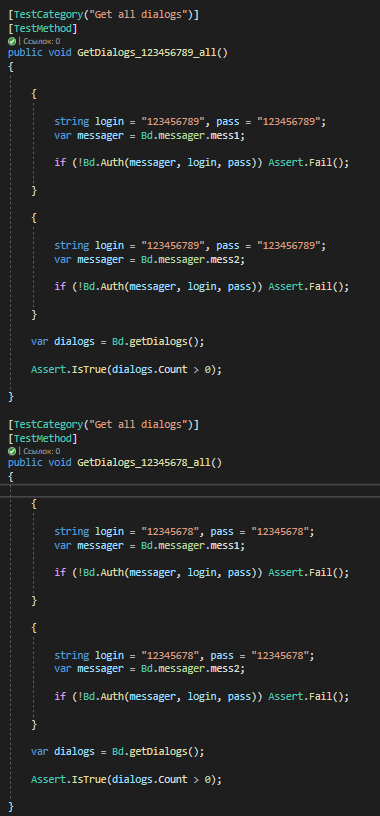 [TestCategory("Get all dialogs")]
[TestMethod]
| Ссылок: 0
public void GetDialogs_123456789_all()
{
{
string login = "123456789", pass = "123456789";
var messager = Bd.messager.mess1;
if (!Bd.Auth(messager, login, pass)) Assert.Fail();
}
{
string login = "123456789", pass = "123456789";
var messager = Bd.messager.mess2;
if (!Bd.Auth(messager, login, pass)) Assert.Fail();
}
var dialogs = Bd.getDialogs();
Assert.IsTrue(dialogs.Count > 0);
}
[TestCategory("Get all dialogs")]
[TestMethod]
| Ссылок: 0
public void GetDialogs_12345678_all()
{
{
string login = "12345678", pass = "12345678";
var messager = Bd.messager.mess1;
if (!Bd.Auth(messager, login, pass)) Assert.Fail();
}
{
string login = "12345678", pass = "12345678";
var messager = Bd.messager.mess2;
if (!Bd.Auth(messager, login, pass)) Assert.Fail();
}
var dialogs = Bd.getDialogs();
Assert.IsTrue(dialogs.Count > 0);
}